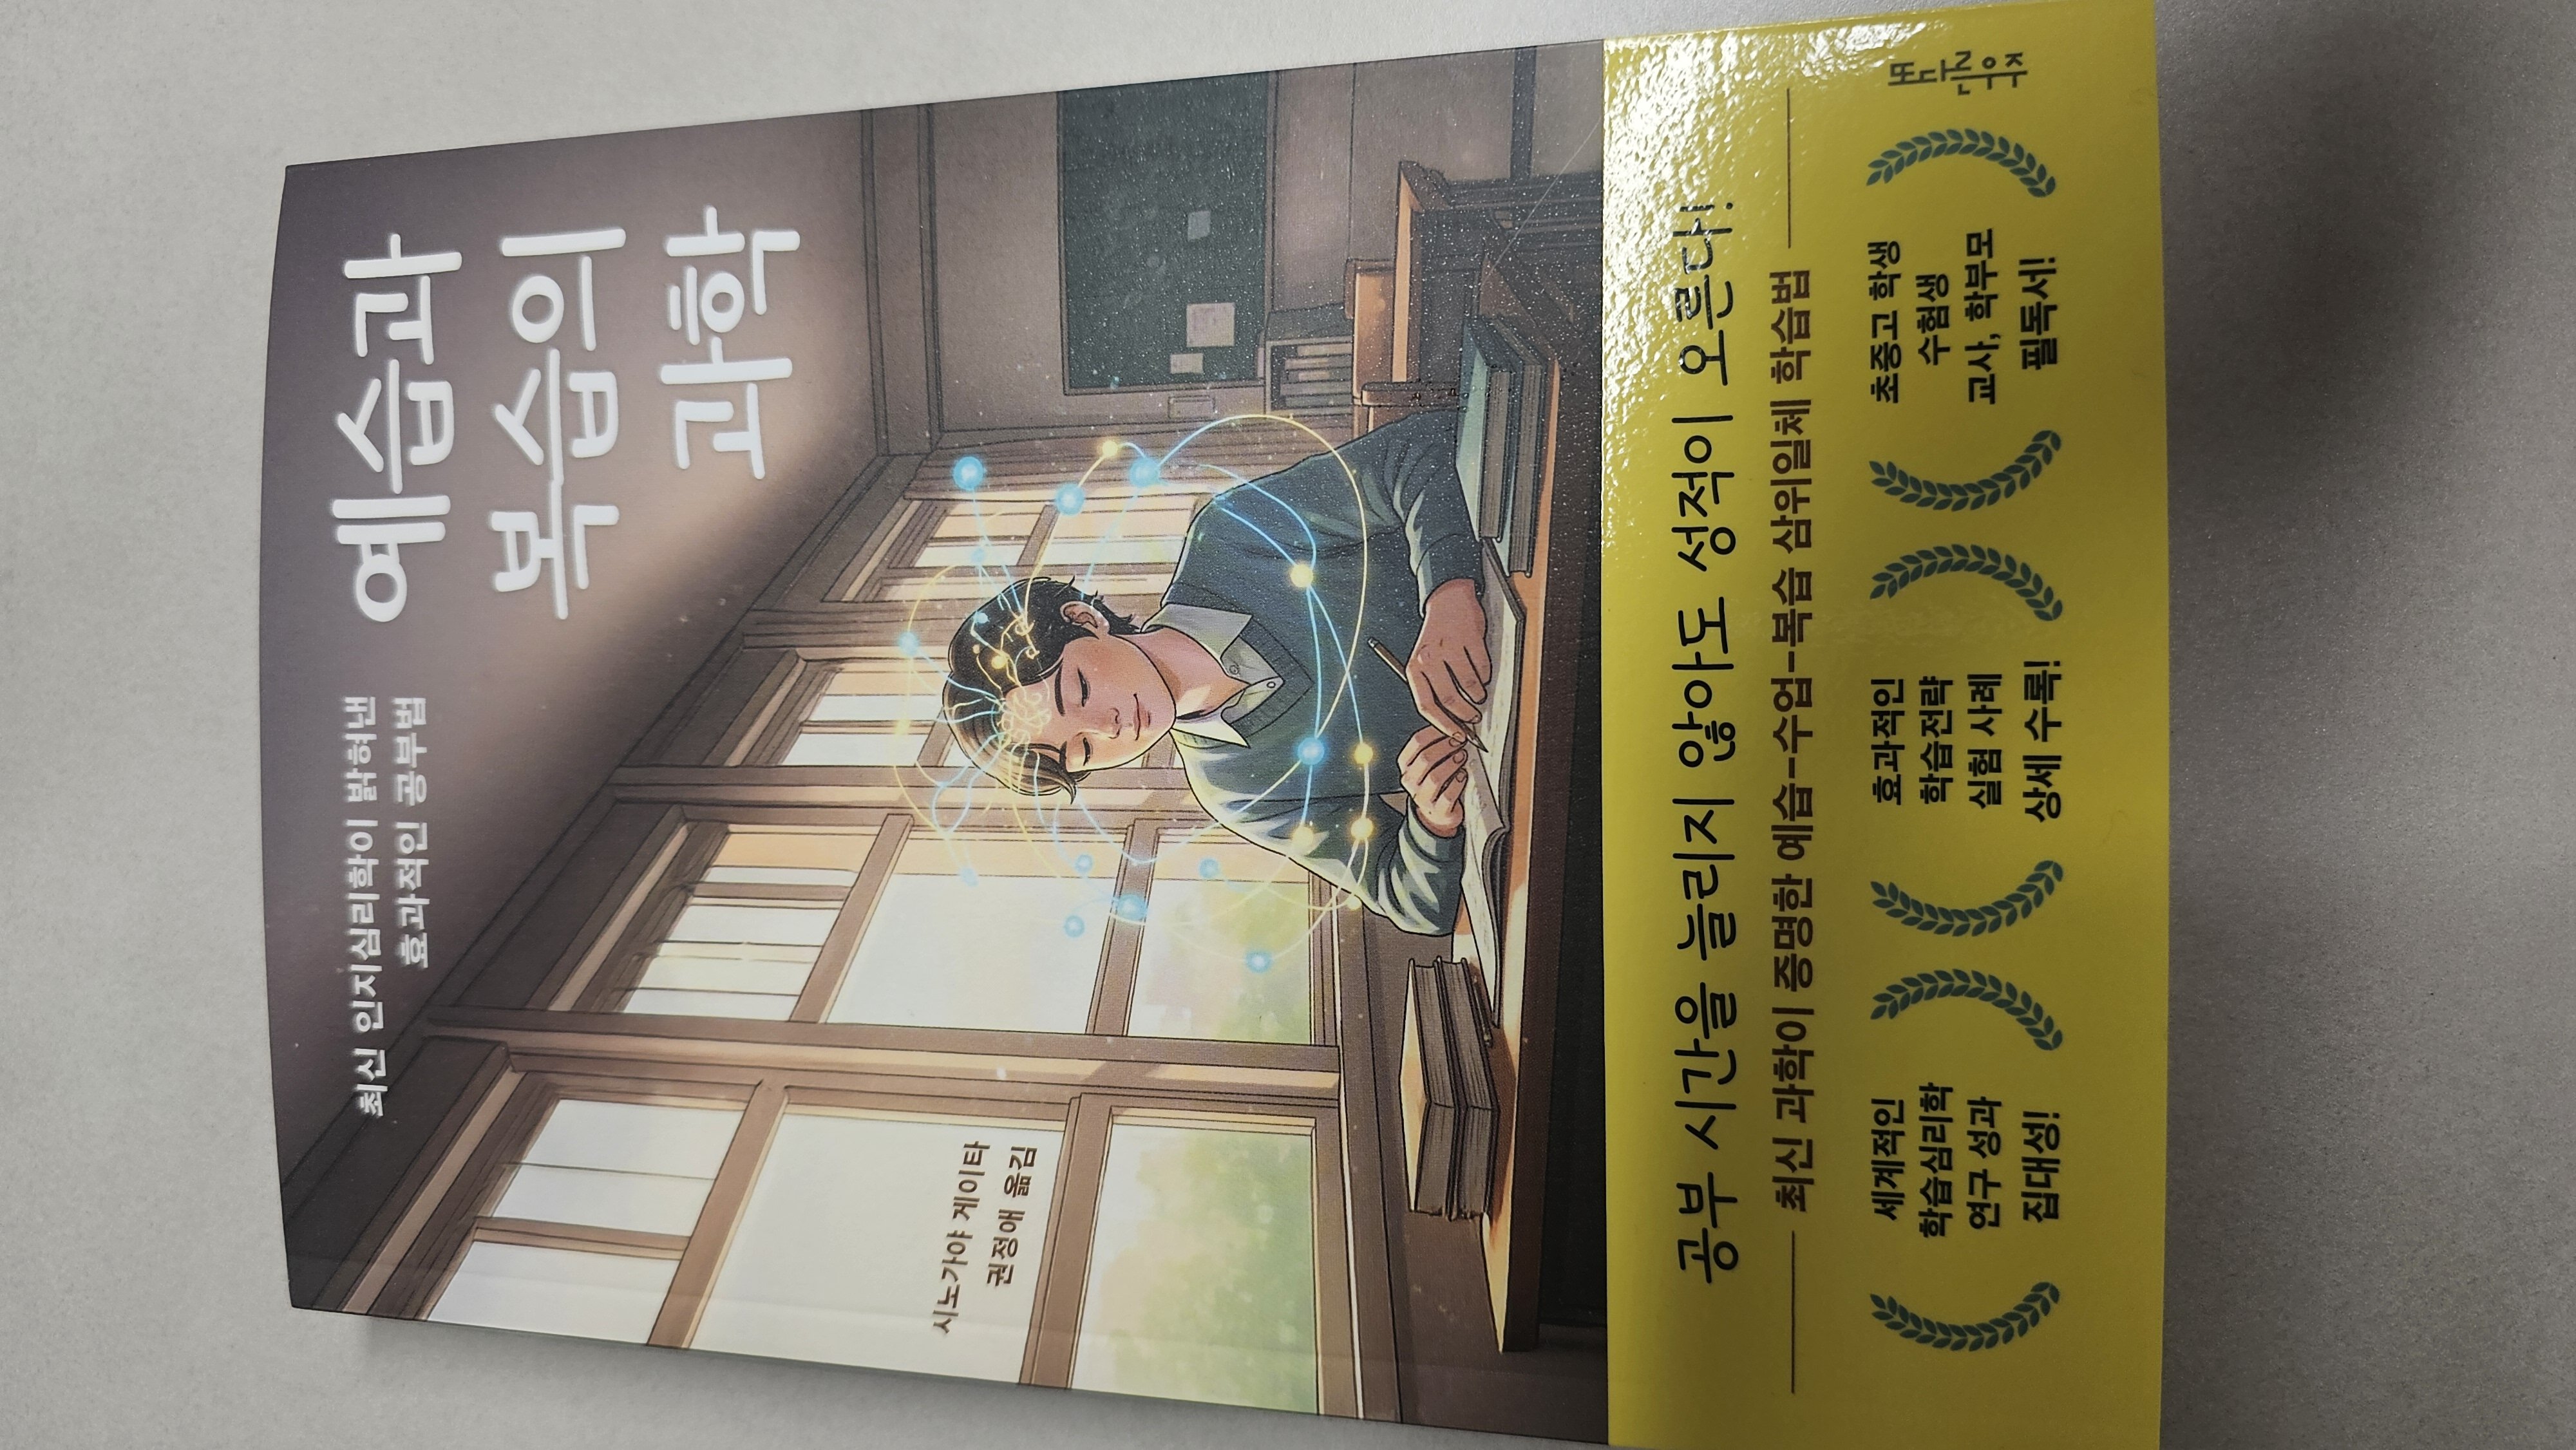 최신 인지심리학이 밝혀낸
효과적인 공부법
예습과
복습의
과학
시노가야 게이타
권정애 옮김
공부 시간을 늘리지 않아도 성적이 오른다!
최신 과학이 증명한 예습-수업-복습 삼위일체 학습법
세계적인
학습심리학
연구 성과
집대성!
효과적인
학습전략
실험 사례
상세 수록!
초중고 학생
수험생
교사, 학부모
필독서!